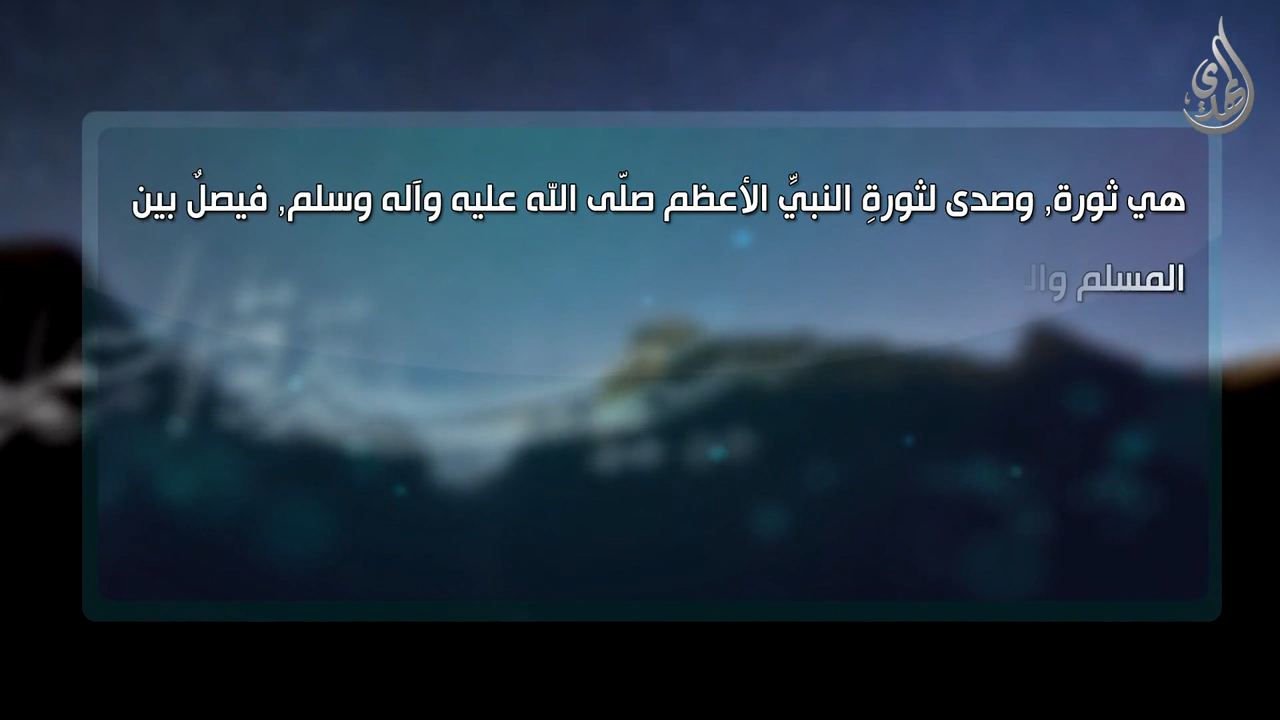 هي ثورة, وصدى لثورةِ النبيِّ الأعظم صلّى الله عليه وآله وسلم, فيصلٌ بين
المسلم